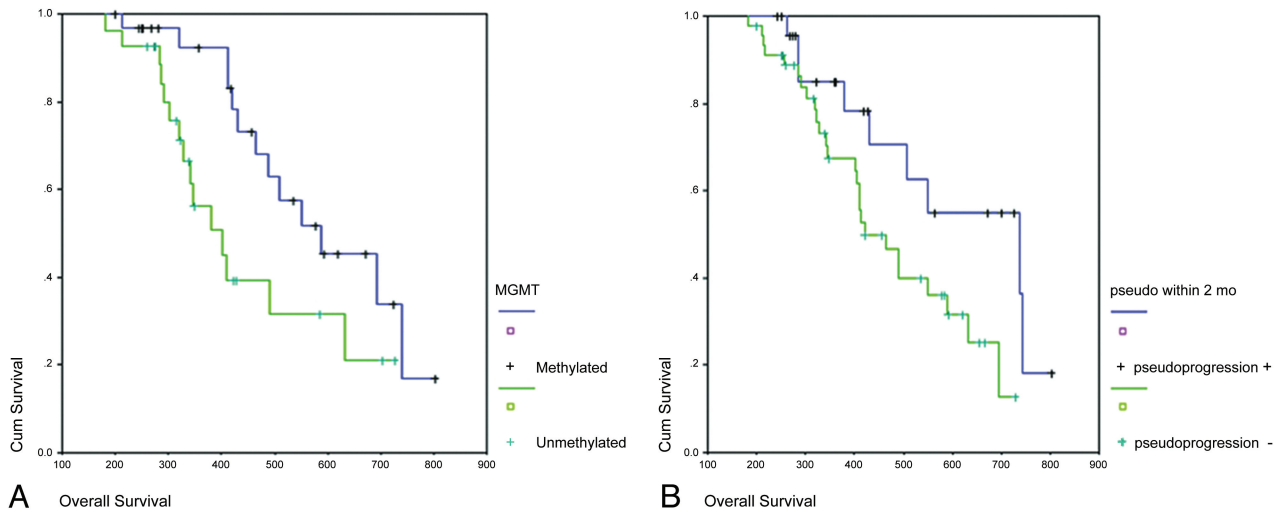 1.0
.8
.6
.4
.2
0.0
Cum Survival
100 200 300 400 500 600 700 800 900
Overall Survival
A
MGMT
Methylated
Unmethylated
1.0
.8
.6
.4
.2
0.0
Cum Survival
100 200 300 400 500 600 700 800 900
Overall Survival
B
pseudo within 2 mo
pseudoprogression +
pseudoprogression -